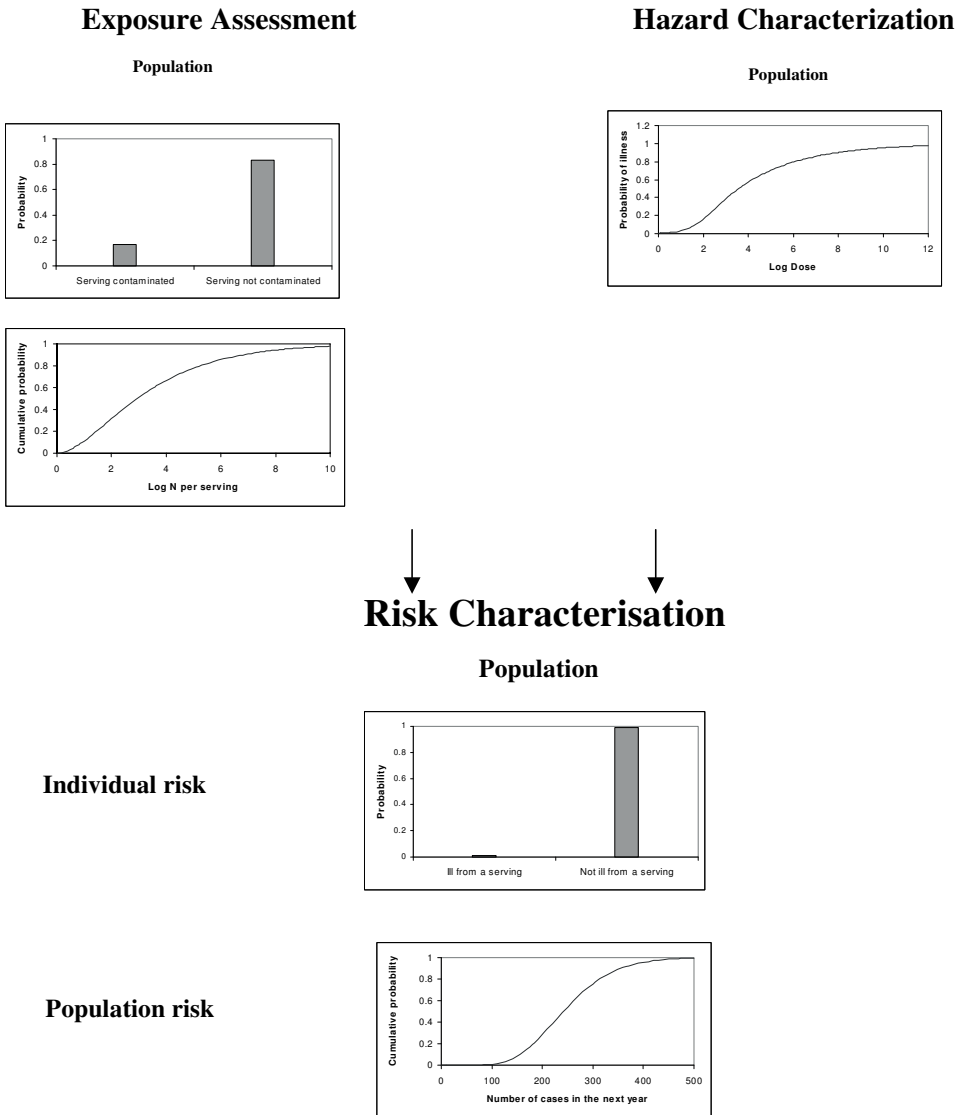 Exposure Assessment
Population
Probability
1
0.8
0.6
0.4
0.2
0
Serving contaminated Serving not contaminated
Cumulative probability
1
0.8
0.6
0.4
0.2
0
0 2 4 6 8 10
Log N per serving
Hazard Characterization
Population
Probability of illness
1.2
1
0.8
0.6
0.4
0.2
0
0 2 4 6 8 10 12
Log Dose
Risk Characterisation
Population
Individual risk
Probability
1
0.8
0.6
0.4
0.2
0
Ill from a serving Not ill from a serving
Population risk
Cumulative probability
1
0.8
0.6
0.4
0.2
0
0 100 200 300 400 500
Number of cases in the next year